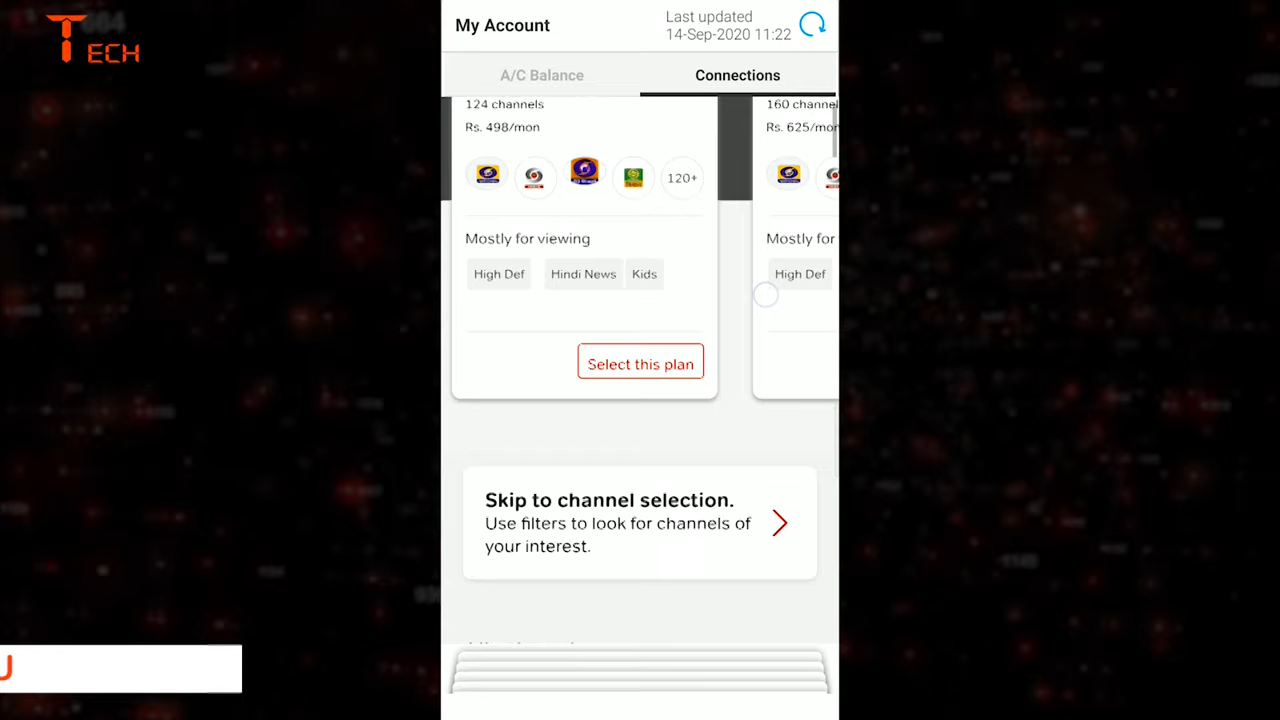 TECH
My Account
Last updated
14-Sep-2020 11:22
A/C Balance
Connections
124 channels
Rs. 498/mon
120+
Mostly for viewing
High Def
Hindi News
Kids
Select this plan
160 channel
Rs. 625/mon
Mostly for
High Def
Skip to channel selection.
Use filters to look for channels of
your interest.
U